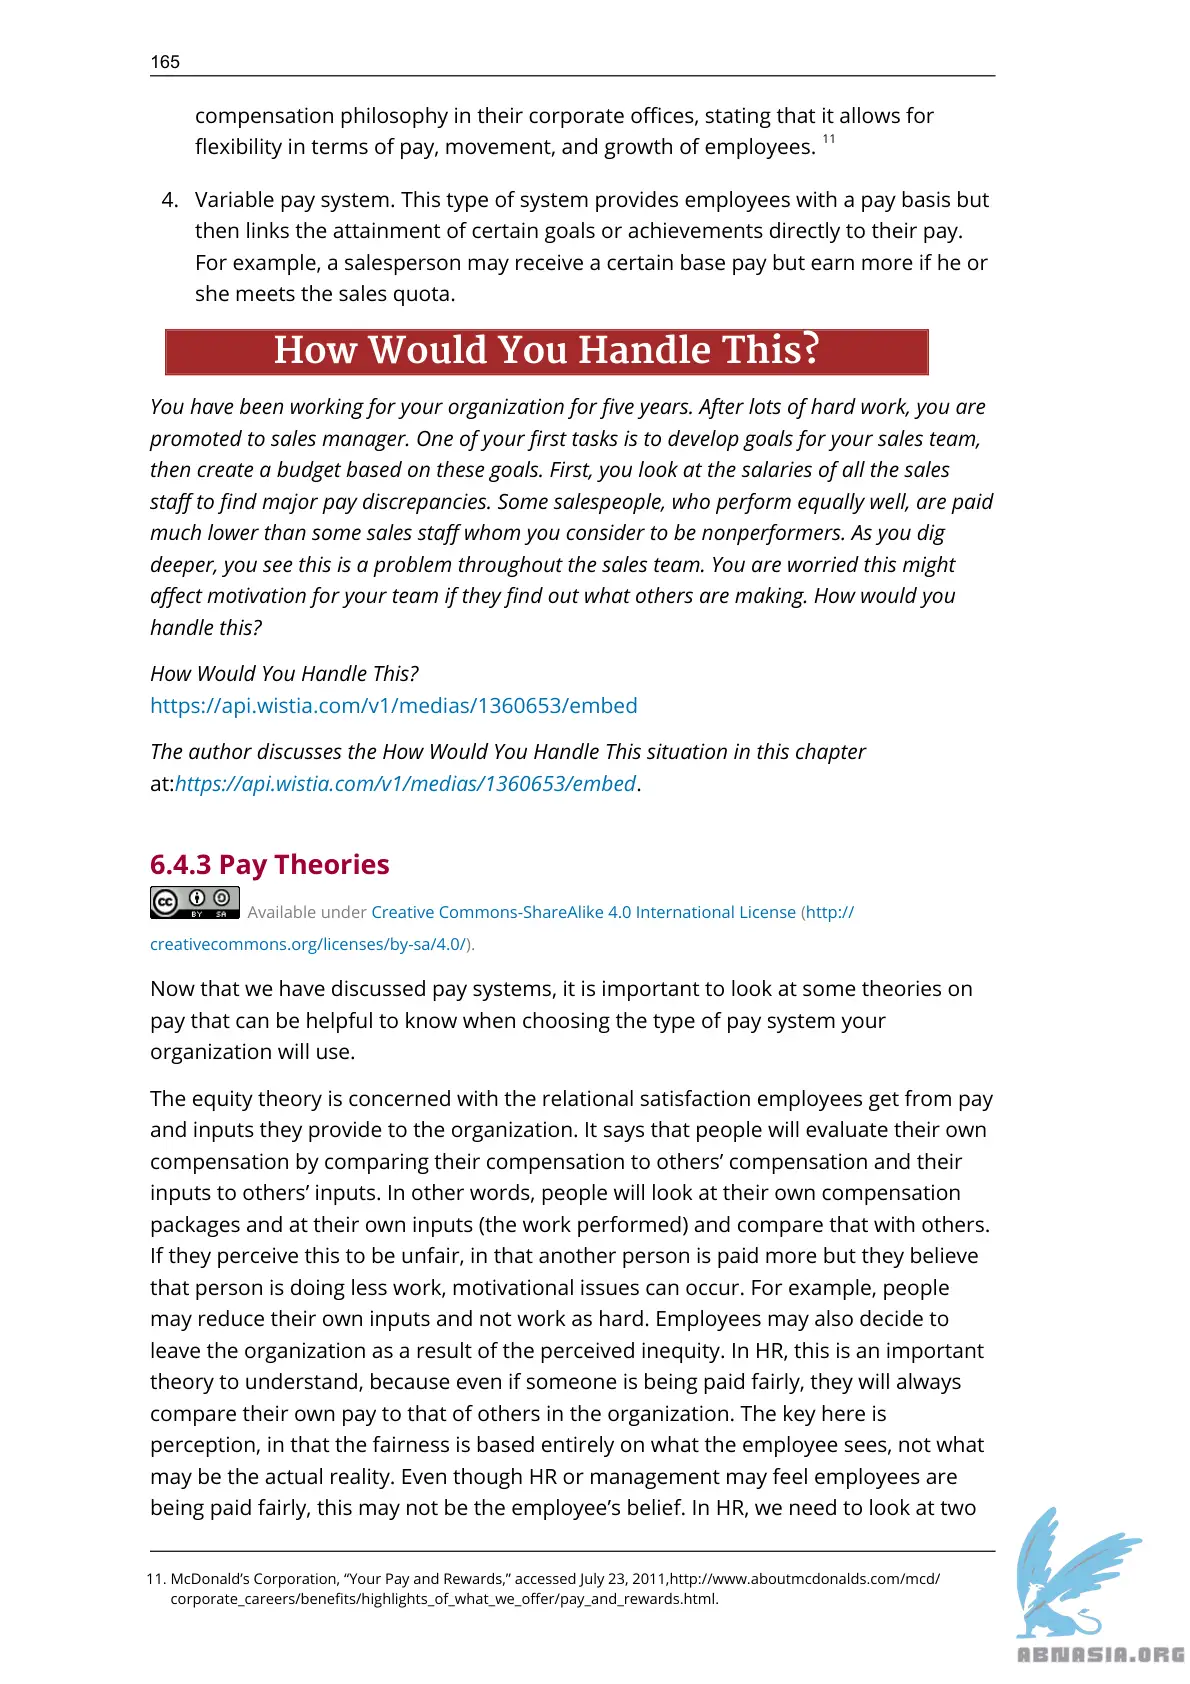 165
compensation philosophy in their corporate offices, stating that it allows for
flexibility in terms of pay, movement, and growth of employees. 11
4. Variable pay system. This type of system provides employees with a pay basis but
then links the attainment of certain goals or achievements directly to their pay.
For example, a salesperson may receive a certain base pay but earn more if he or
she meets the sales quota.
How Would You Handle This?
You have been working for your organization for five years. After lots of hard work, you are
promoted to sales manager. One of your first tasks is to develop goals for your sales team,
then create a budget based on these goals. First, you look at the salaries of all the sales
staff to find major pay discrepancies. Some salespeople, who perform equally well, are paid
much lower than some sales staff whom you consider to be nonperformers. As you dig
deeper, you see this is a problem throughout the sales team. You are worried this might
affect motivation for your team if they find out what others are making. How would you
handle this?
How Would You Handle This?
https://api.wistia.com/v1/medias/1360653/embed
The author discusses the How Would You Handle This situation in this chapter
at:https://api.wistia.com/v1/medias/1360653/embed.
6.4.3 Pay Theories
cc BY SA Available under Creative Commons-ShareAlike 4.0 International License (http://
creativecommons.org/licenses/by-sa/4.0/).
Now that we have discussed pay systems, it is important to look at some theories on
pay that can be helpful to know when choosing the type of pay system your
organization will use.
The equity theory is concerned with the relational satisfaction employees get from pay
and inputs they provide to the organization. It says that people will evaluate their own
compensation by comparing their compensation to others’ compensation and their
inputs to others’ inputs. In other words, people will look at their own compensation
packages and at their own inputs (the work performed) and compare that with others.
If they perceive this to be unfair, in that another person is paid more but they believe
that person is doing less work, motivational issues can occur. For example, people
may reduce their own inputs and not work as hard. Employees may also decide to
leave the organization as a result of the perceived inequity. In HR, this is an important
theory to understand, because even if someone is being paid fairly, they will always
compare their own pay to that of others in the organization. The key here is
perception, in that the fairness is based entirely on what the employee sees, not what
may be the actual reality. Even though HR or management may feel employees are
being paid fairly, this may not be the employee’s belief. In HR, we need to look at two
11. McDonald’s Corporation, “Your Pay and Rewards,” accessed July 23, 2011,http://www.aboutmcdonalds.com/mcd/
corporate_careers/benefits/highlights_of_what_we_offer/pay_and_rewards.html.
ABNASIA.ORG